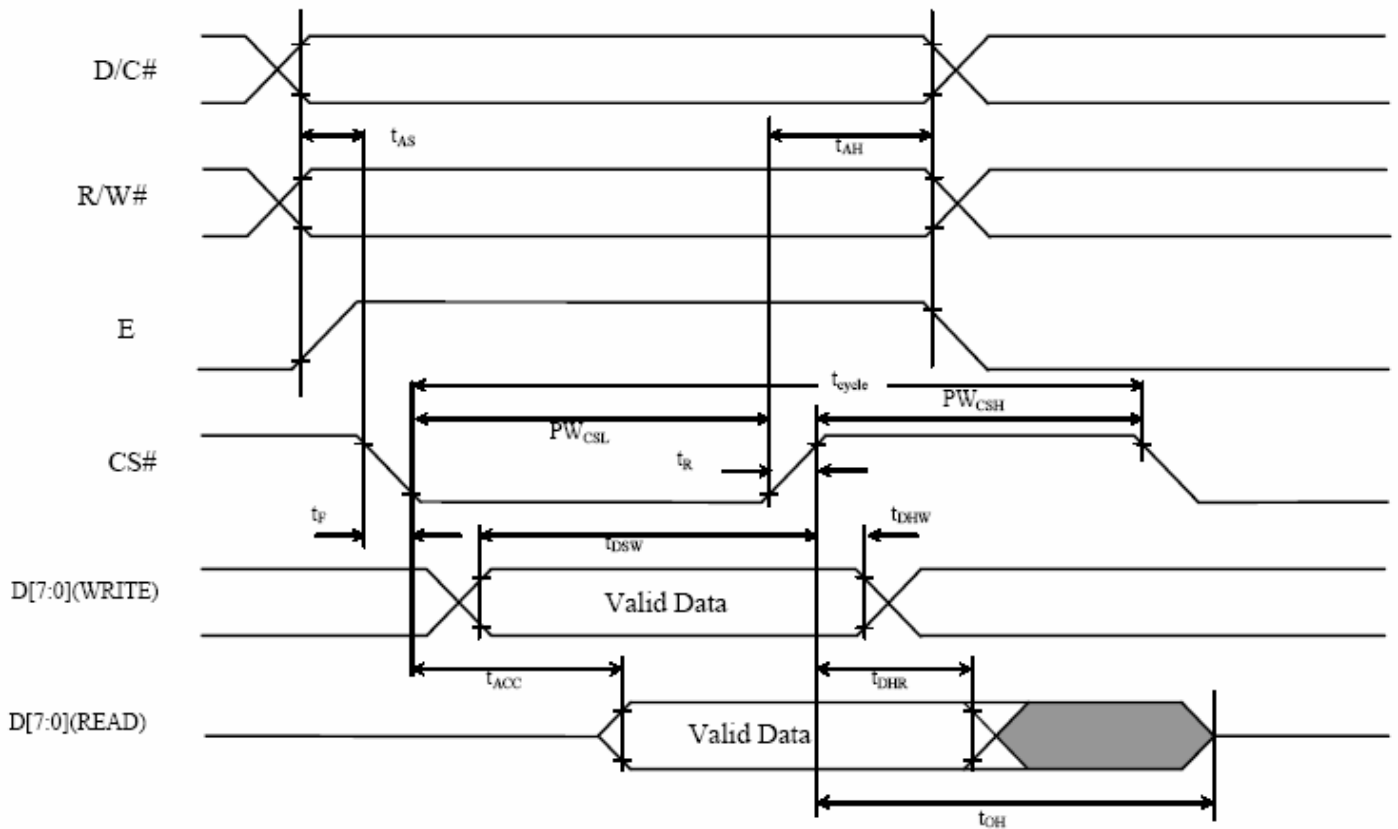 D/C#
tAS
tAH
R/W#
E
tcycle
PWCSH
PWCSL
CS#
tR
tF
tDSW
tDHW
D[7:0](WRITE)
Valid Data
tACC
tDHR
D[7:0](READ)
Valid Data
tOH